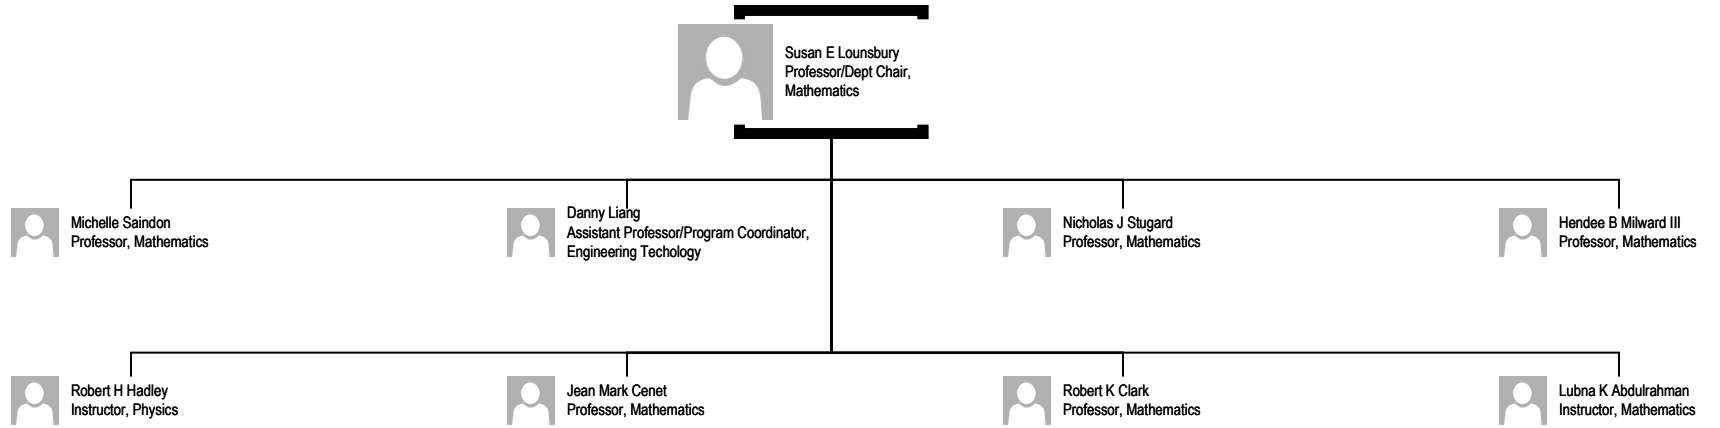 Susan E Lounsbury
Professor/Dept Chair,
Mathematics
Michelle Saindon
Professor, Mathematics
Danny Liang
Assistant Professor/Program Coordinator,
Engineering Techology
Nicholas J Stugard
Professor, Mathematics
Hendee B Milward III
Professor, Mathematics
Robert H Hadley
Instructor, Physics
Jean Mark Cenet
Professor, Mathematics
Robert K Clark
Professor, Mathematics
Lubna K Abdulrahman
Instructor, Mathematics